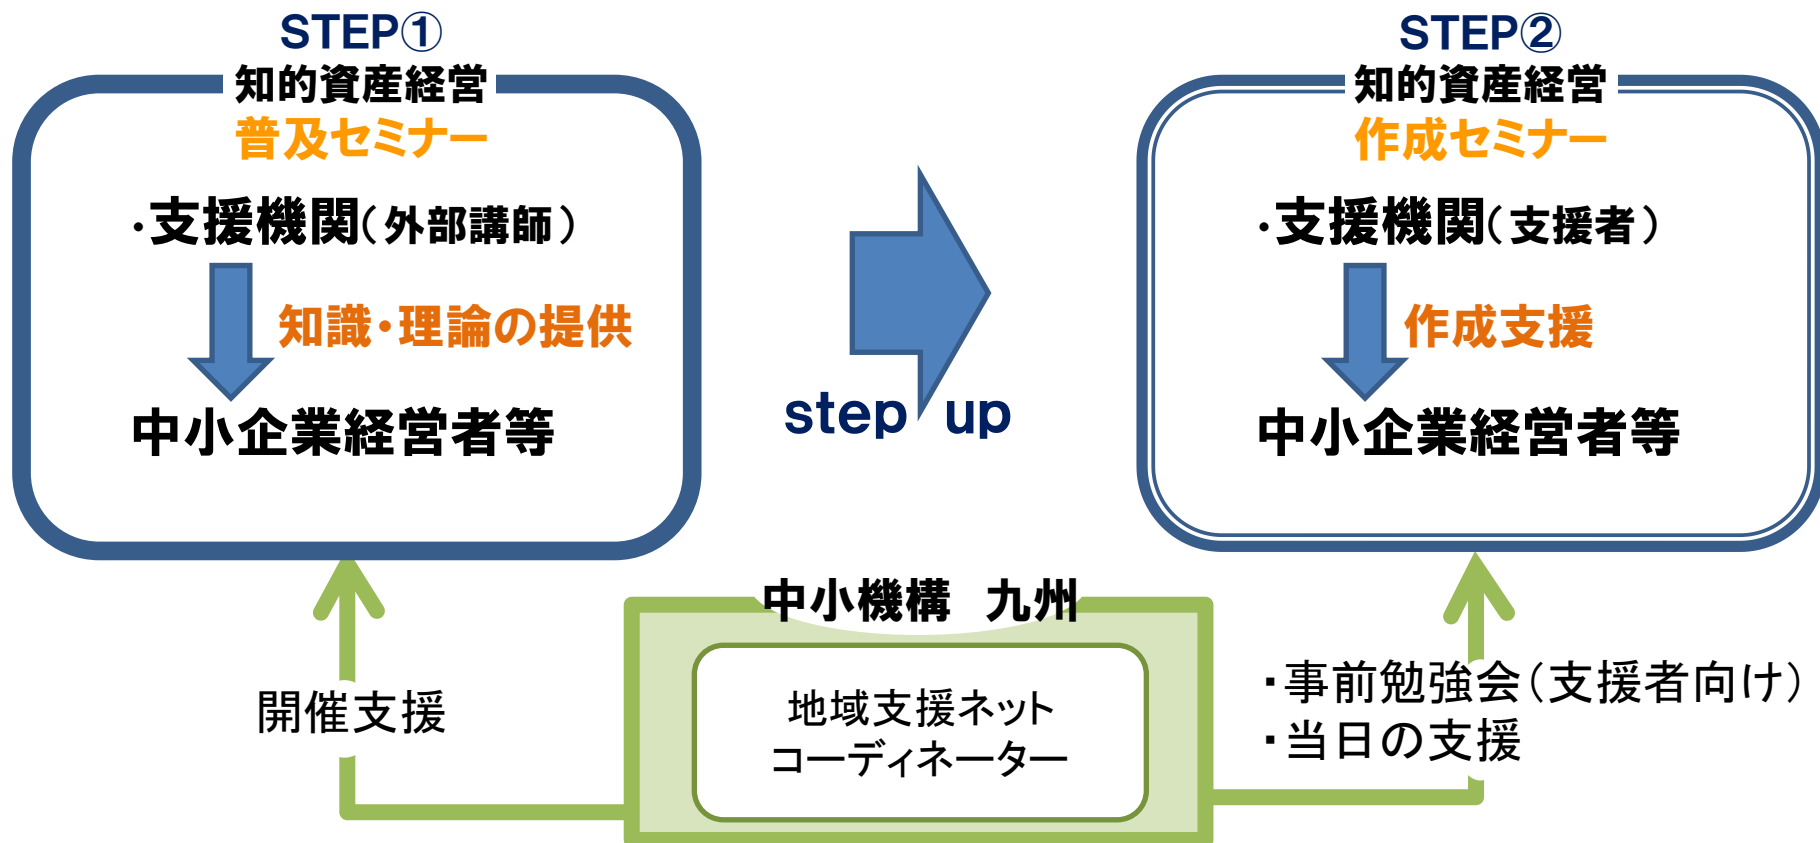 STEP①
知的資産経営
普及セミナー
・支援機関（外部講師）
知識・理論の提供
中小企業経営者等
step up
STEP②
知的資産経営
作成セミナー
・支援機関（支援者）
作成支援
中小企業経営者等
開催支援
中小機構 九州
地域支援ネット
コーディネーター
・事前勉強会（支援者向け）
・当日の支援